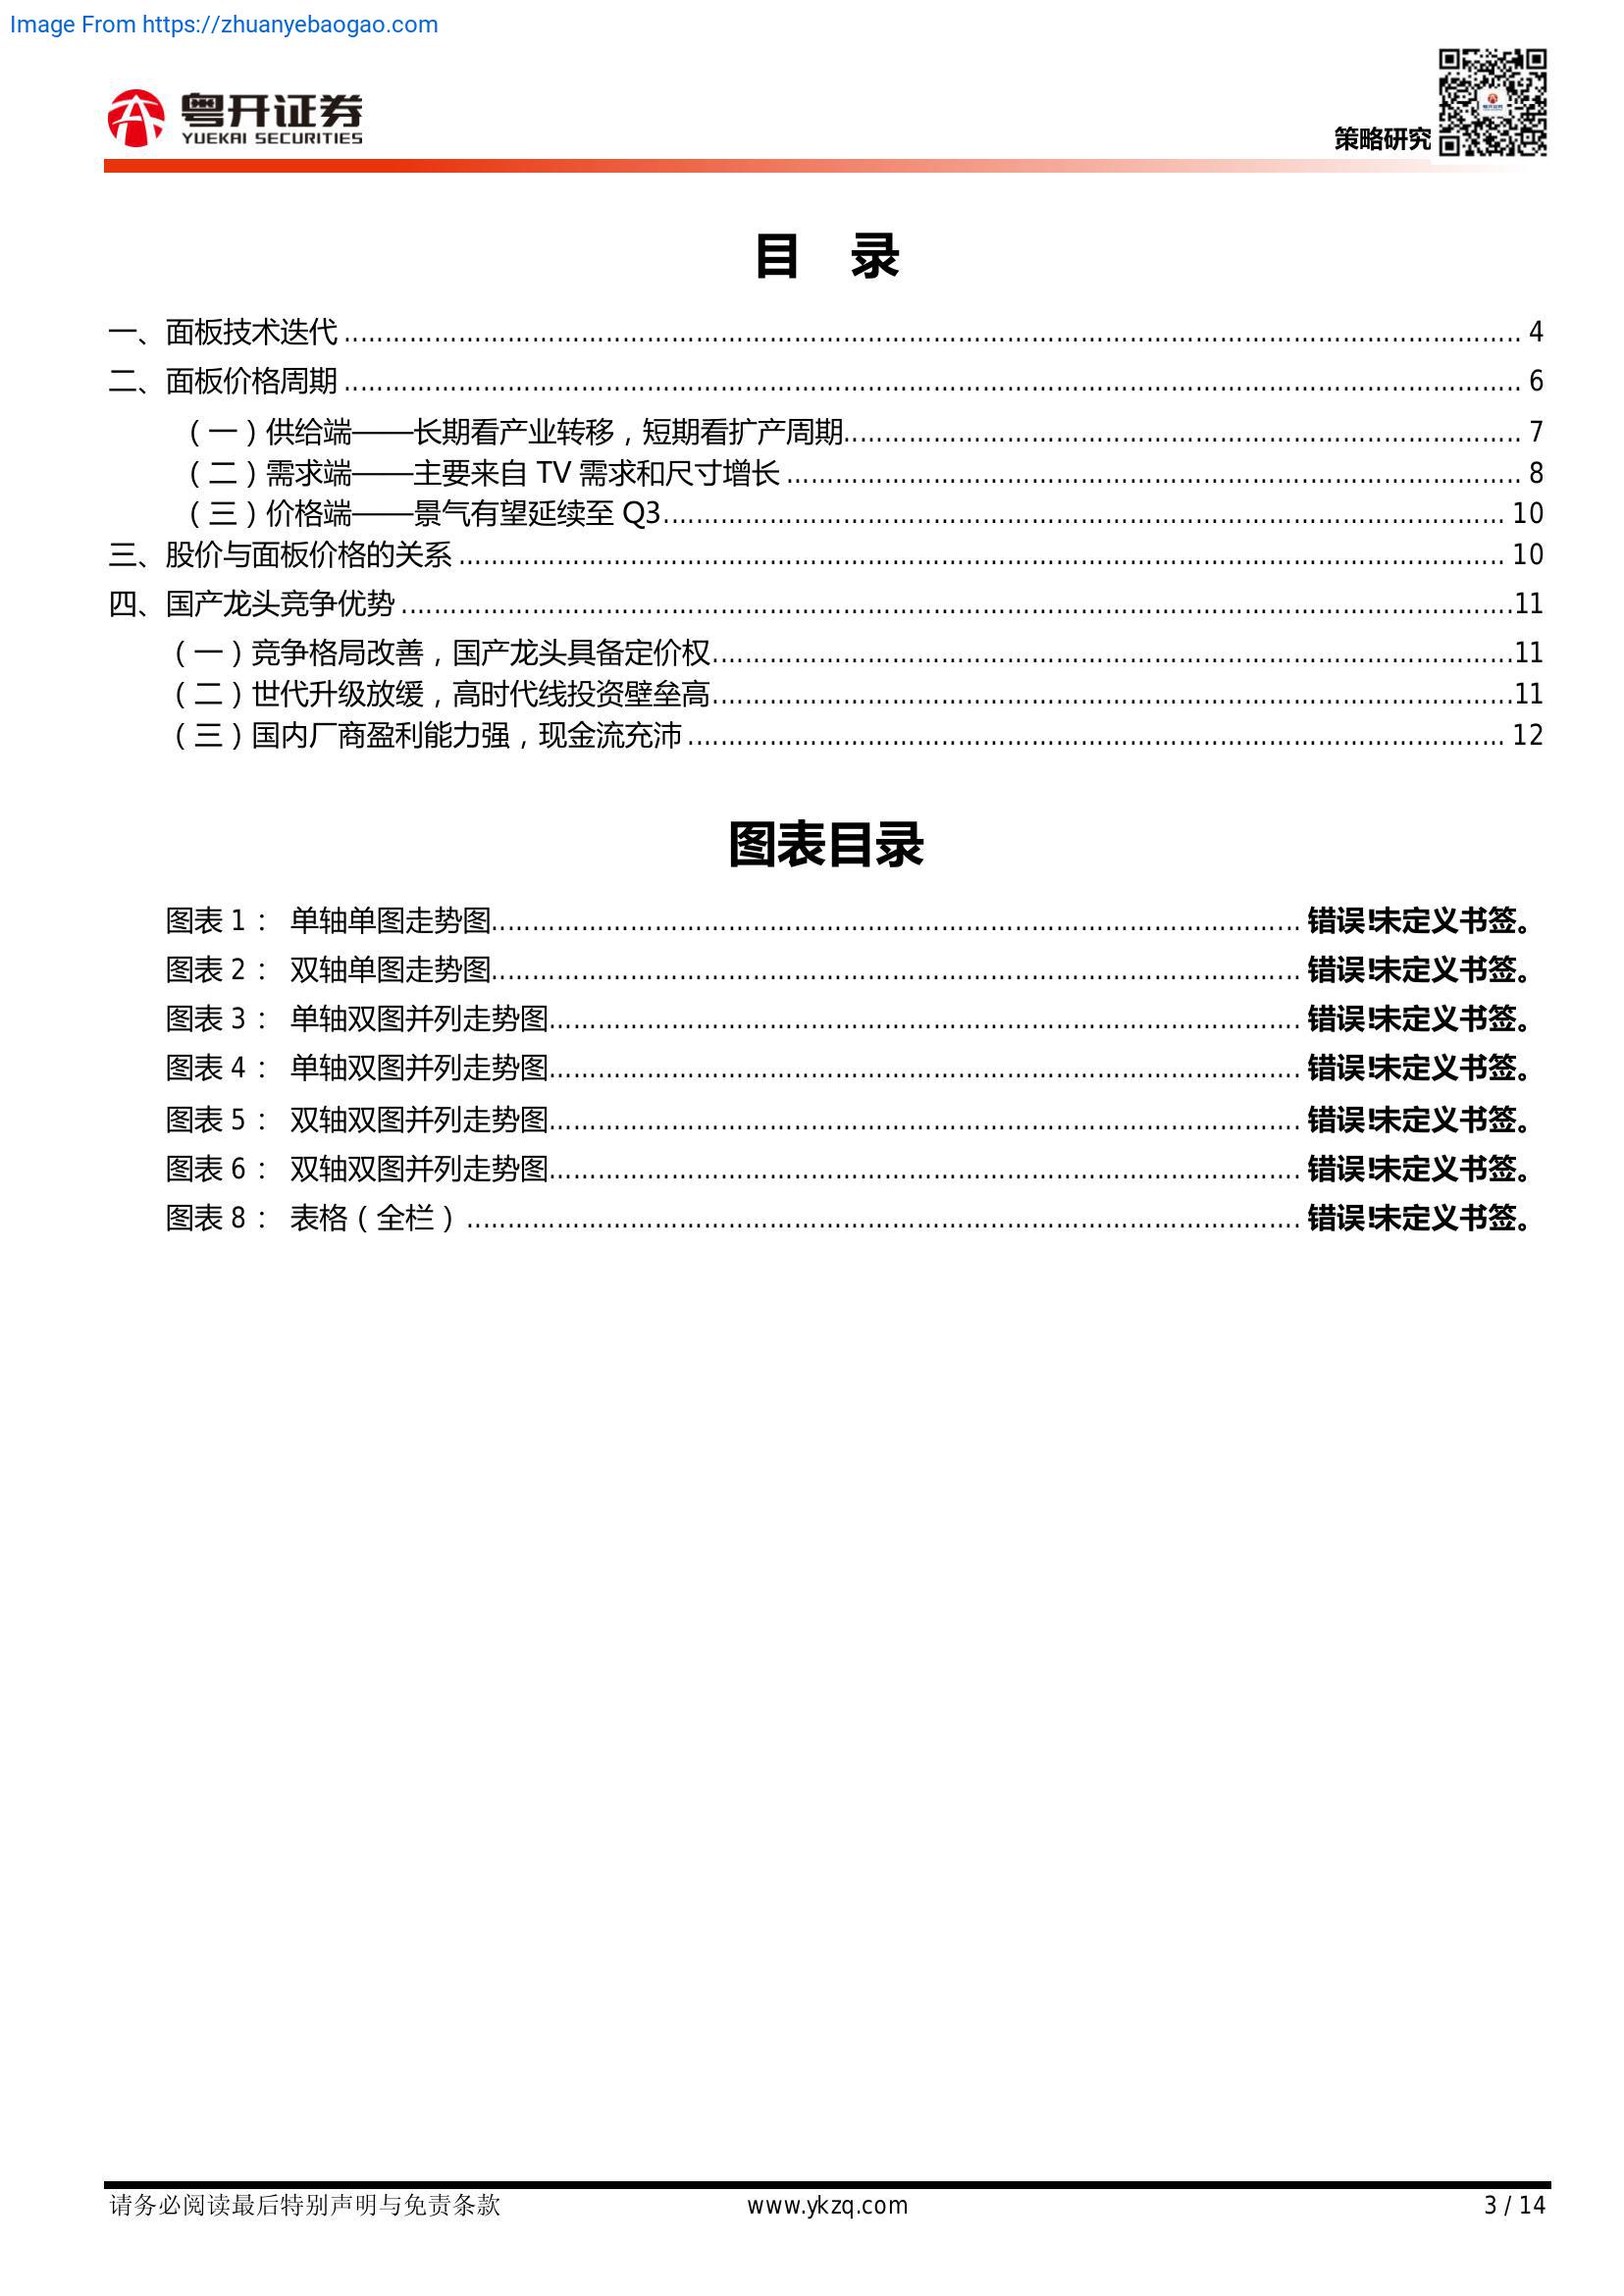 Image From https://zhuanyebaogao.com
粤开证券
YUEKAI SECURITIES
策略研究
目 录
一、面板技术迭代 4
二、面板价格周期 6
（一）供给端——长期看产业转移，短期看扩产周期 7
（二）需求端——主要来自 TV 需求和尺寸增长 8
（三）价格端——景气有望延续至 Q3 10
三、股价与面板价格的关系 10
四、国产龙头竞争优势 11
（一）竞争格局改善，国产龙头具备定价权 11
（二）世代升级放缓，高时代线投资壁垒高 11
（三）国内厂商盈利能力强，现金流充沛 12
图表目录
图表 1： 单轴单图走势图 错误!未定义书签。
图表 2： 双轴单图走势图 错误!未定义书签。
图表 3： 单轴双图并列走势图 错误!未定义书签。
图表 4： 单轴双图并列走势图 错误!未定义书签。
图表 5： 双轴双图并列走势图 错误!未定义书签。
图表 6： 双轴双图并列走势图 错误!未定义书签。
图表 8： 表格（全栏） 错误!未定义书签。
请务必阅读最后特别声明与免责条款 www.ykzq.com 3 / 14